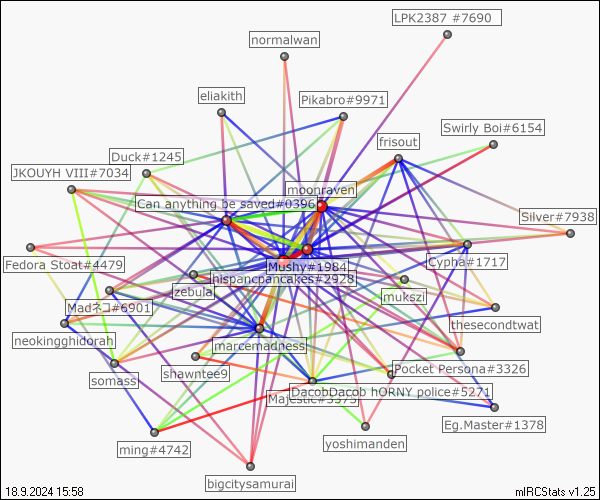 LPK2387 #7690
normalwan
eliakith
Pikabro#9971
Swirly Boi#6154
frisout
Duck#1245
JKOUYH VIII#7034
moonraven
Can anything be saved#0396
Silver#7938
Fedora Stoat#4479
Mushy#1984
Cypha#1717
hispancpancakes#2928
zebula
mukszi
Madネコ#6901
thesecondtwat
neokingghidorah
marcemadness
somass
shawntee9
Pocket Persona#3326
DacobDacob hORNY police#5271
Eg.Master#1378
ming#4742
yoshimanden
bigcitysamurai
18.9.2024 15:58
mIRCStats v1.25